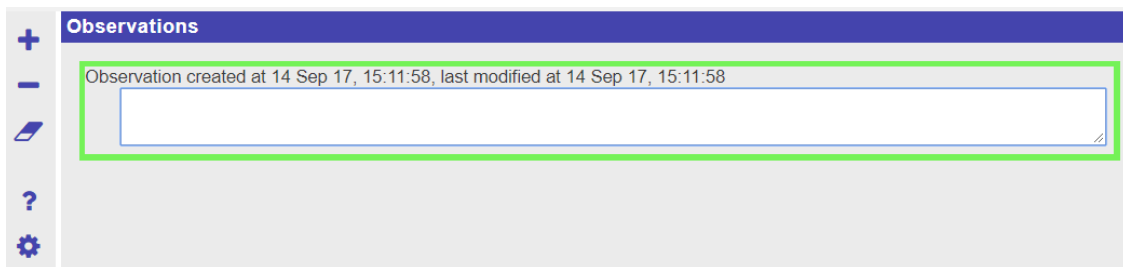 Observations
Observation created at 14 Sep 17, 15:11:58, last modified at 14 Sep 17, 15:11:58
?